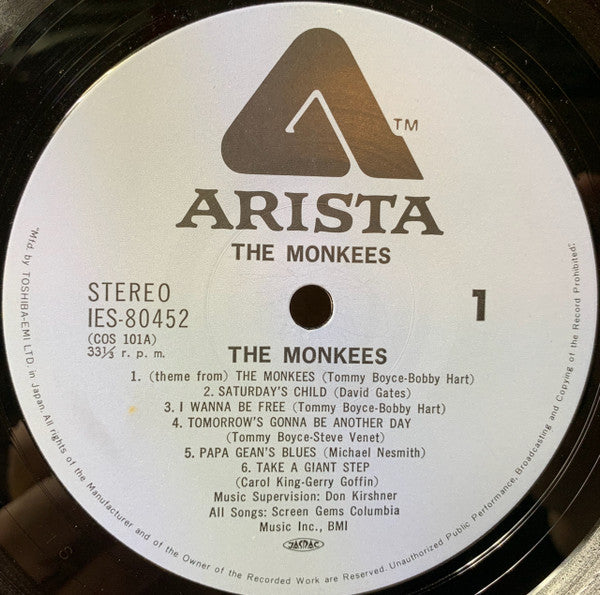 TM
ARISTA
THE MONKEES
STEREO
IES-80452
(COS 101A)
33⅓ r. p. m.
1
THE MONKEES
1. (theme from) THE MONKEES (Tommy Boyce-Bobby Hart)
2. SATURDAY'S CHILD (David Gates)
3. I WANNA BE FREE (Tommy Boyce-Bobby Hart)
4. TOMORROW'S GONNA BE ANOTHER DAY
(Tommy Boyce-Steve Venet)
5. PAPA GEAN'S BLUES (Michael Nesmith)
6. TAKE A GIANT STEP
(Carol King-Gerry Goffin)
Music Supervision: Don Kirshner
All Songs: Screen Gems Columbia
Music Inc., BMI
JASRAC
"Mfd. by TOSHIBA-EMI LTD. in Japan. All rights of the Manufacturer and of the Owner of the Recorded Work are Reserved. Unauthorized Public Performance, Broadcasting and Copying of the Record Prohibited."